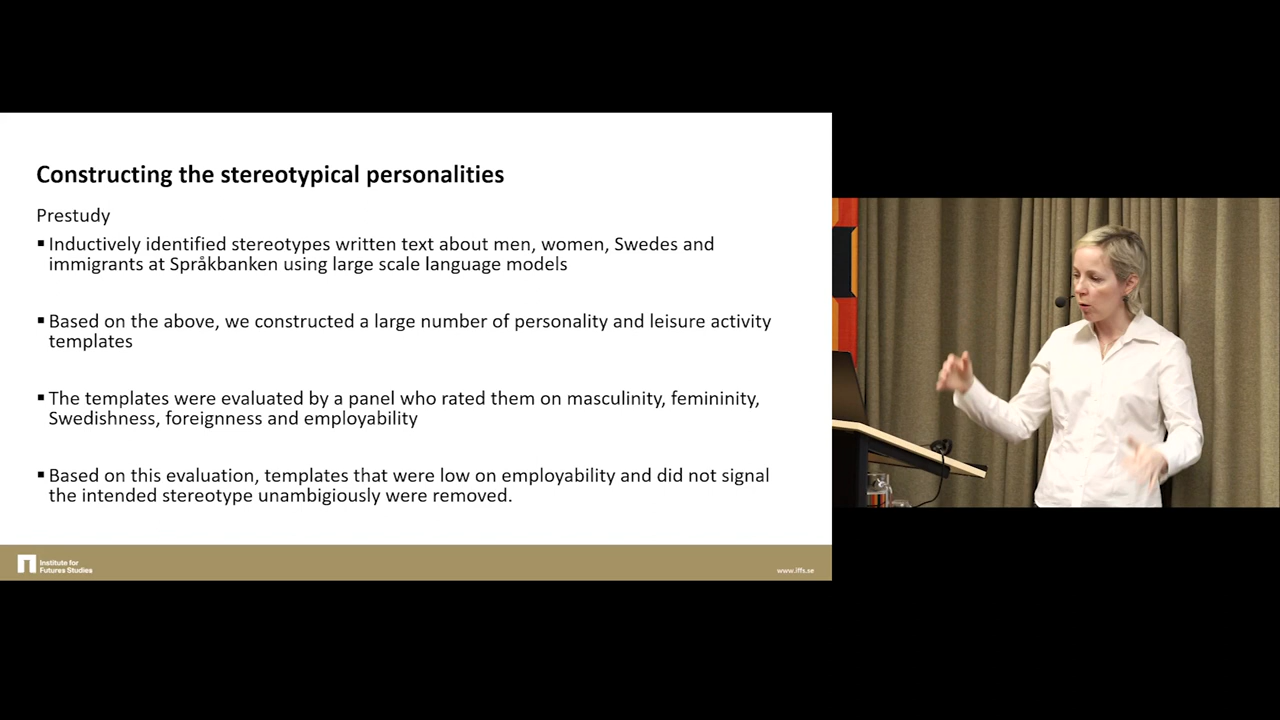 Constructing the stereotypical personalities
Prestudy
▪ Inductively identified stereotypes written text about men, women, Swedes and
immigrants at Språkbanken using large scale language models
▪ Based on the above, we constructed a large number of personality and leisure activity
templates
▪ The templates were evaluated by a panel who rated them on masculinity, femininity,
Swedishness, foreignness and employability
▪ Based on this evaluation, templates that were low on employability and did not signal
the intended stereotype unambigiously were removed.
Institute for
Futures Studies
www.iffs.se